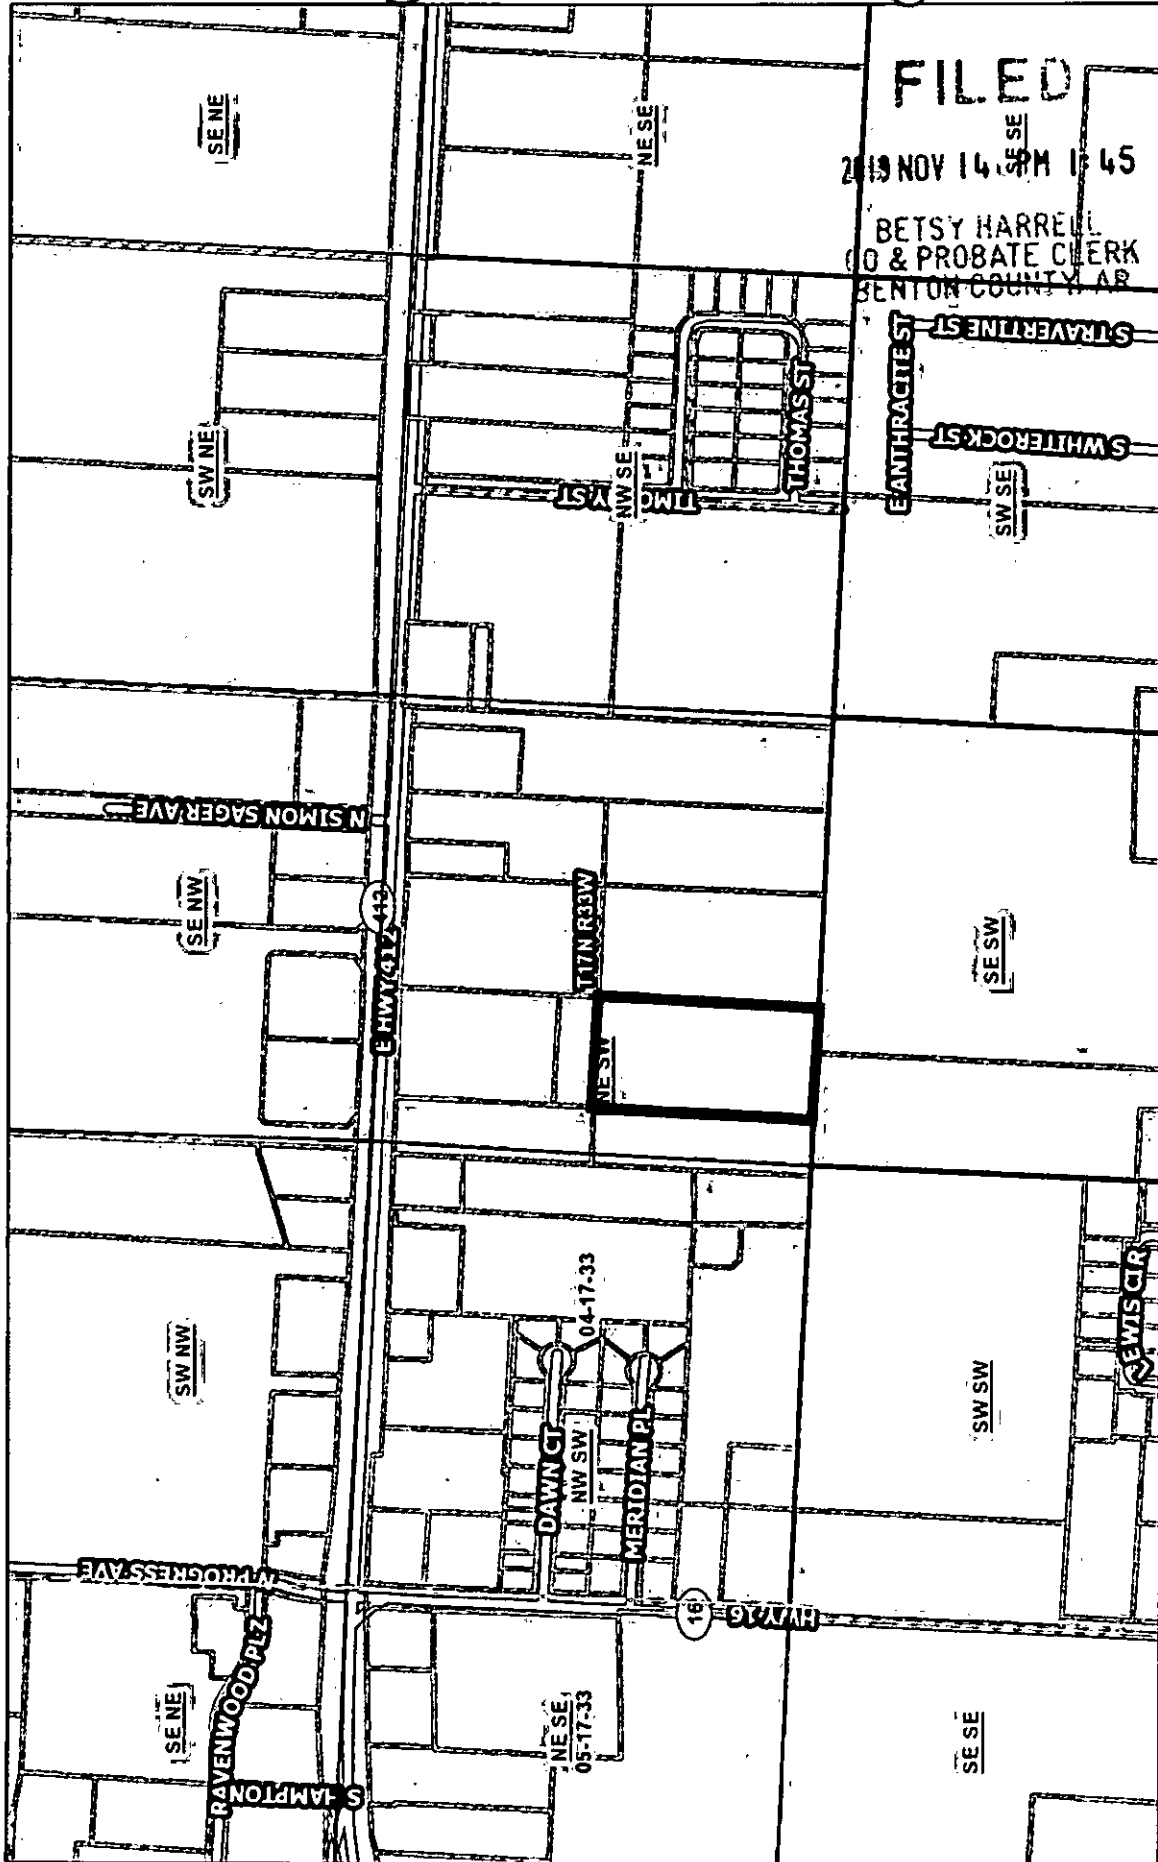 FILED
2019 NOV 14 PM 1:45
BETSY HARRELL
CO & PROBATE CLERK
BENTON COUNTY, AR
SE NE
NE SE
SE SE
SW NE
NW SE
SW SE
TIMOTHY ST
THOMAS ST
E ANTHRACITE ST
S TRAVERTINE ST
S WHITEROCK ST
N SIMON SAGER AVE
SE NW
412
E HWY 412
T17N R33W
NE SW
SE SW
SW NW
04-17-33
DAWN CT
NW SW
MERIDIAN PL
SW SW
LEWIS CIR
N PROGRESS AVE
16
HWY 16
RAVENWOOD PLZ
SE NE
S HAMPTON
NE SE
05-17-33
SE SE